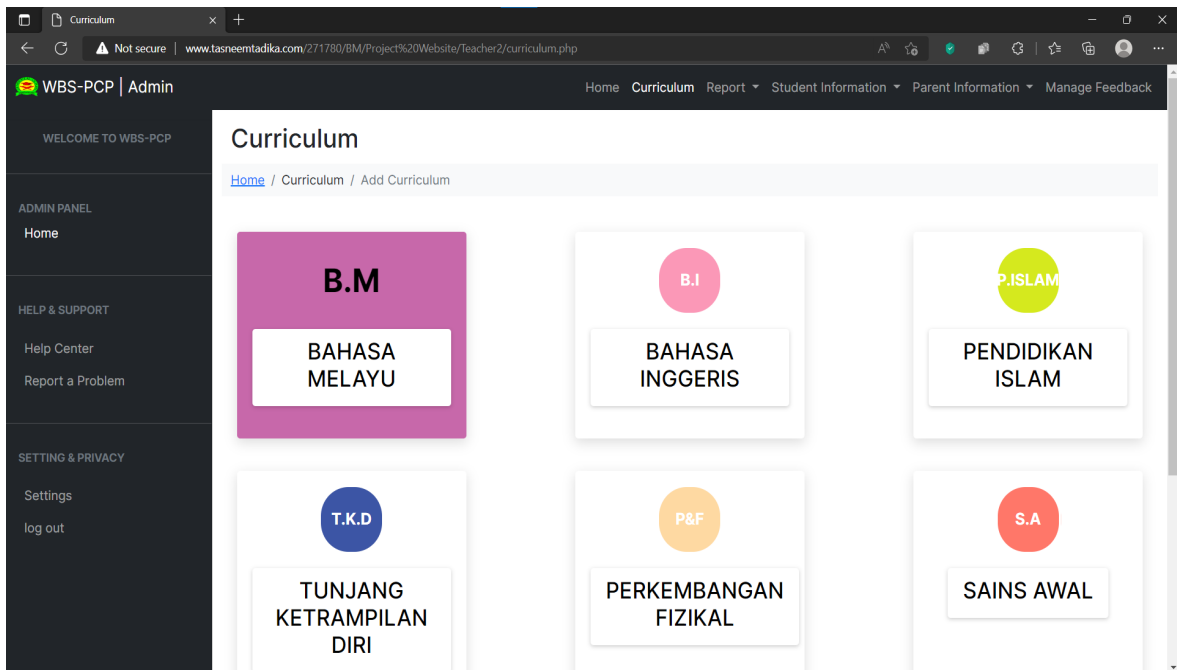 Curriculum
Not secure | www.tasneemtadika.com/271780/BM/Project%20Website/Teacher2/curriculum.php
WBS-PCP | Admin
Home Curriculum Report Student Information Parent Information Manage Feedback
WELCOME TO WBS-PCP
ADMIN PANEL
Home
HELP & SUPPORT
Help Center
Report a Problem
SETTING & PRIVACY
Settings
log out
Curriculum
Home / Curriculum / Add Curriculum
B.M
BAHASA
MELAYU
B.I
BAHASA
INGGERIS
P.ISLAM
PENDIDIKAN
ISLAM
T.K.D
TUNJANG
KETRAMPILAN
DIRI
P&F
PERKEMBANGAN
FIZIKAL
S.A
SAINS AWAL